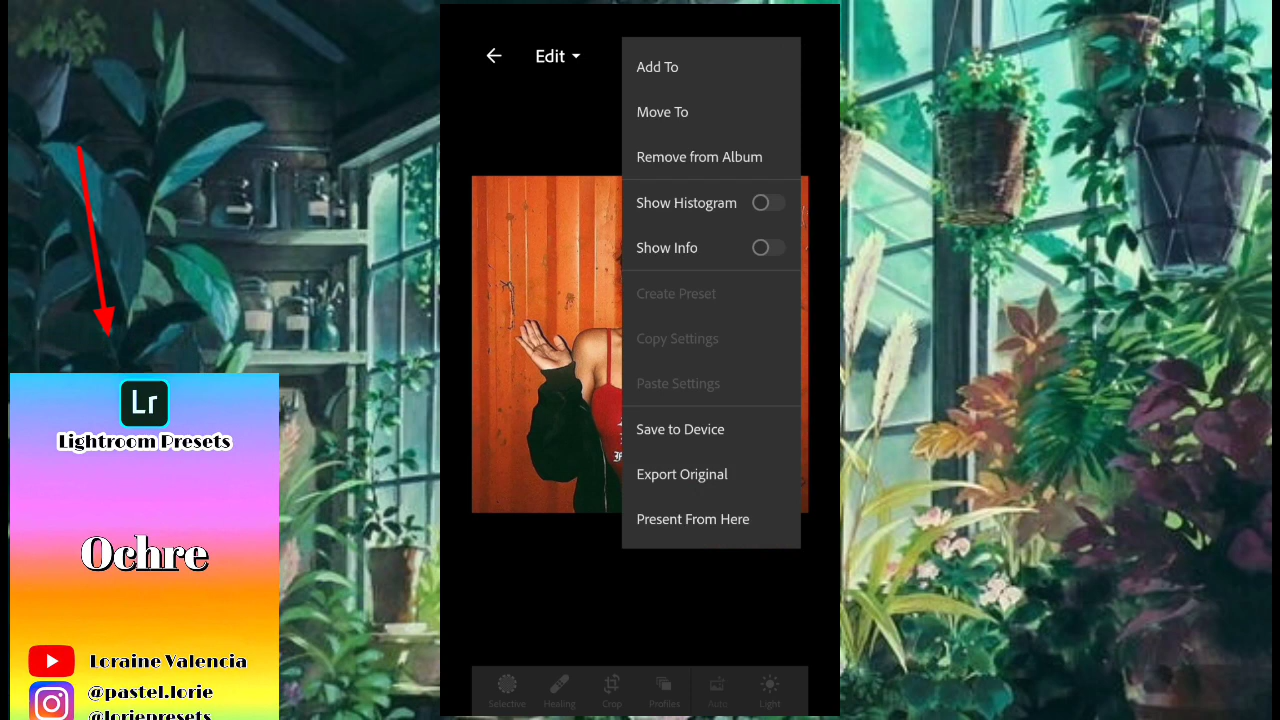 Edit
Add To
Move To
Remove from Album
Show Histogram
Show Info
Create Preset
Copy Settings
Paste Settings
Save to Device
Export Original
Present From Here
Selective
Healing
Crop
Profiles
Auto
Light
Lr
Lightroom Presets
Ochre
Loraine Valencia
@pastel.lorie
@loriepresets